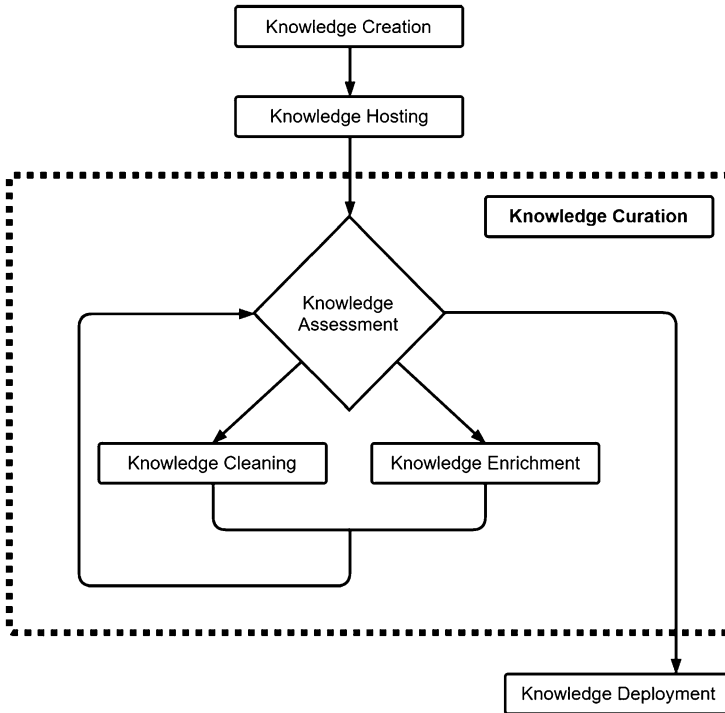 Knowledge Creation
Knowledge Hosting
Knowledge Curation
Knowledge
Assessment
Knowledge Cleaning
Knowledge Enrichment
Knowledge Deployment